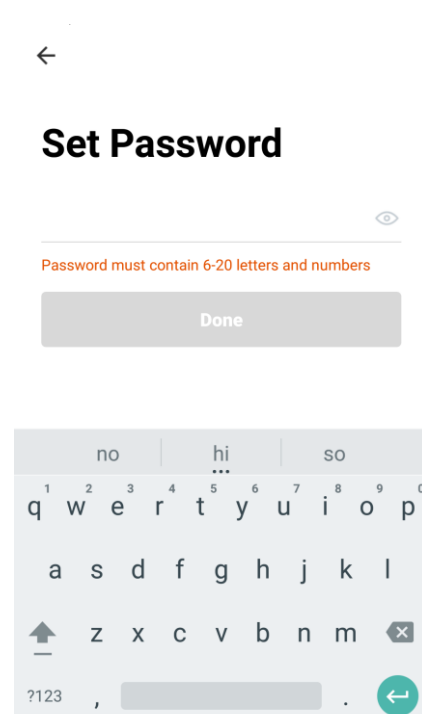 Set Password
Password must contain 6-20 letters and numbers
Done
no hi so
1 2 3 4 5 6 7 8 9 0
q w e r t y u i o p
a s d f g h j k l
z x c v b n m
?123 , .